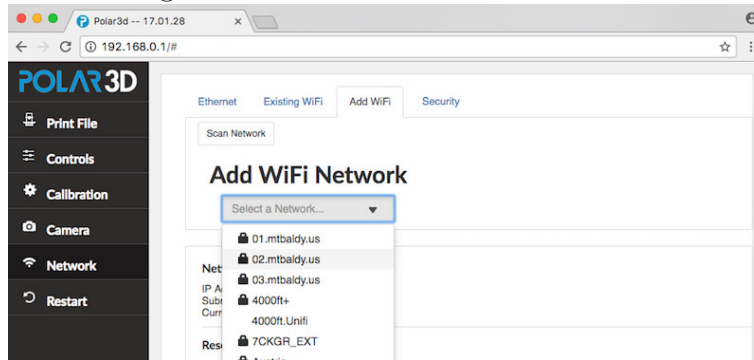 Polar3d -- 17.01.28
192.168.0.1/#
POLAR 3D
Print File
Controls
Calibration
Camera
Network
Restart
Ethernet Existing WiFi Add WiFi Security
Scan Network
Add WiFi Network
Select a Network...
01.mtbaldy.us
02.mtbaldy.us
03.mtbaldy.us
4000ft+
4000ft.Unifi
7CKGR_EXT